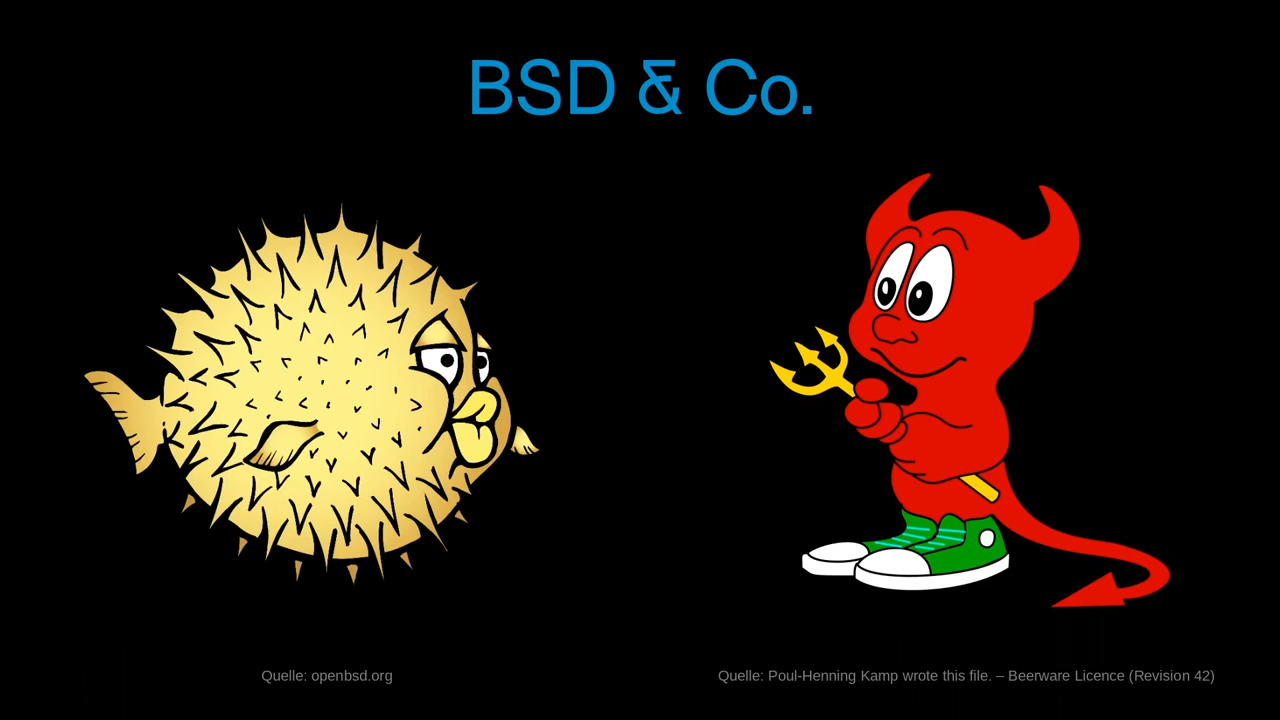 BSD & Co.
Quelle: openbsd.org
Quelle: Poul-Henning Kamp wrote this file. – Beerware Licence (Revision 42)